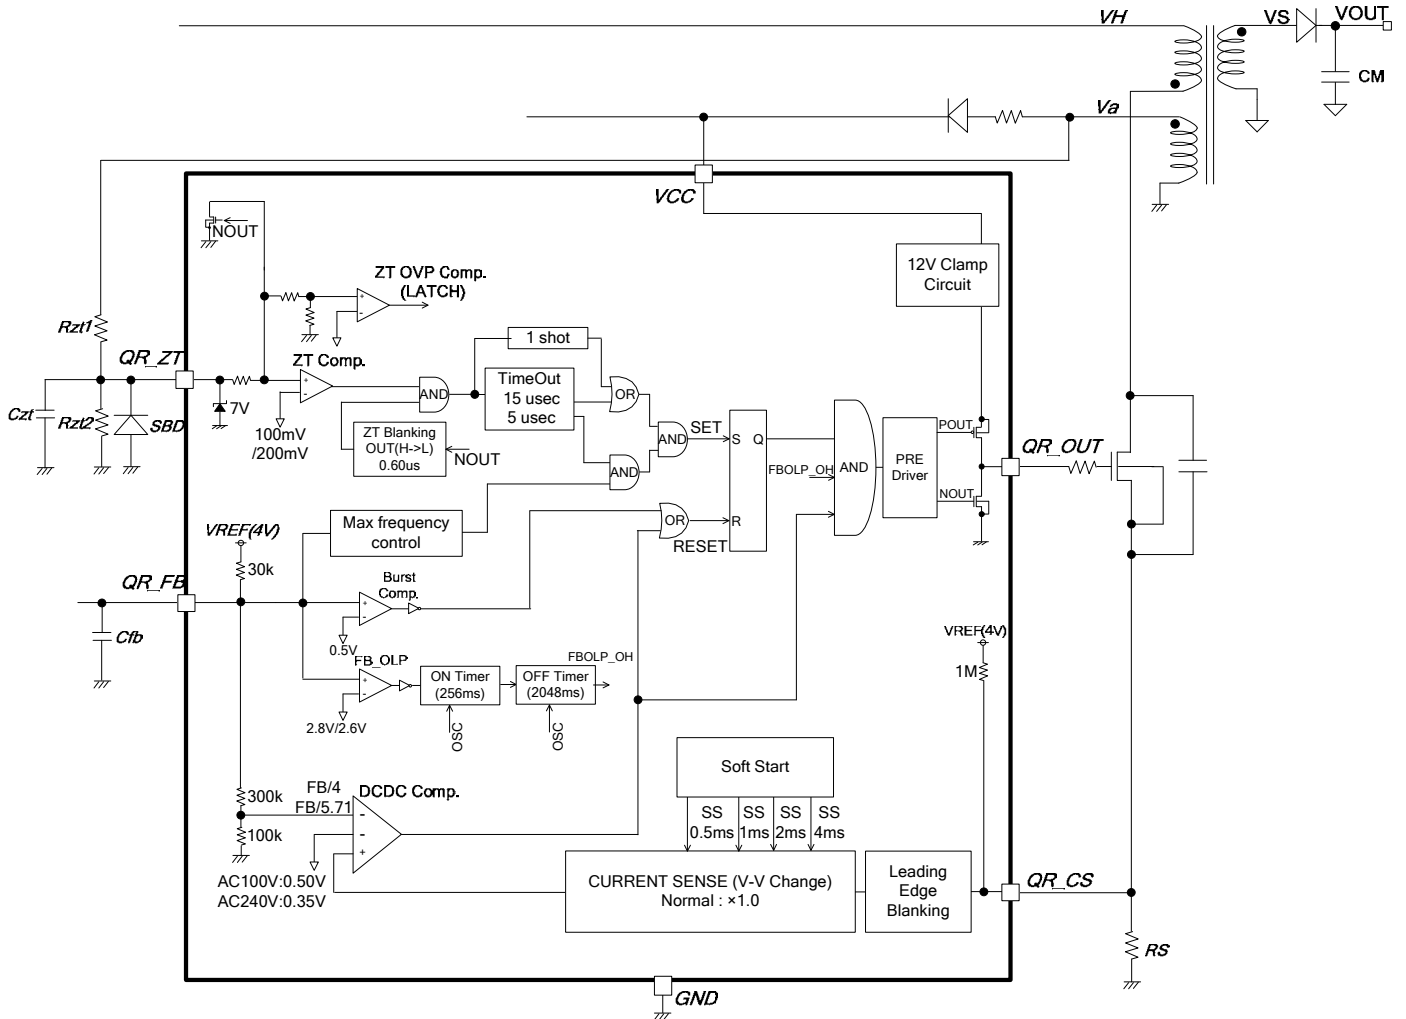 VH
VS
VOUT
CM
Va
VCC
NOUT
12V Clamp
Circuit
ZT OVP Comp.
(LATCH)
Rzt1
QR_ZT
ZT Comp.
1 shot
TimeOut
15 usec
5 usec
AND
OR
Czt
Rzt2
SBD
7V
100mV
/200mV
ZT Blanking
OUT(H->L)
0.60us
NOUT
AND
SET
S
Q
POUT
QR_OUT
AND
FBOLP_OH
AND
PRE
Driver
NOUT
VREF(4V)
Max frequency
control
OR
R
RESET
30k
QR_FB
Burst
Comp.
Cfb
0.5V
VREF(4V)
FB_OLP
ON Timer
(256ms)
OFF Timer
(2048ms)
FBOLP_OH
1M
2.8V/2.6V
OSC
OSC
Soft Start
FB/4
FB/5.71
DCDC Comp.
300k
100k
SS
0.5ms
SS
1ms
SS
2ms
SS
4ms
AC100V:0.50V
AC240V:0.35V
CURRENT SENSE (V-V Change)
Normal : ×1.0
Leading
Edge
Blanking
QR_CS
RS
GND